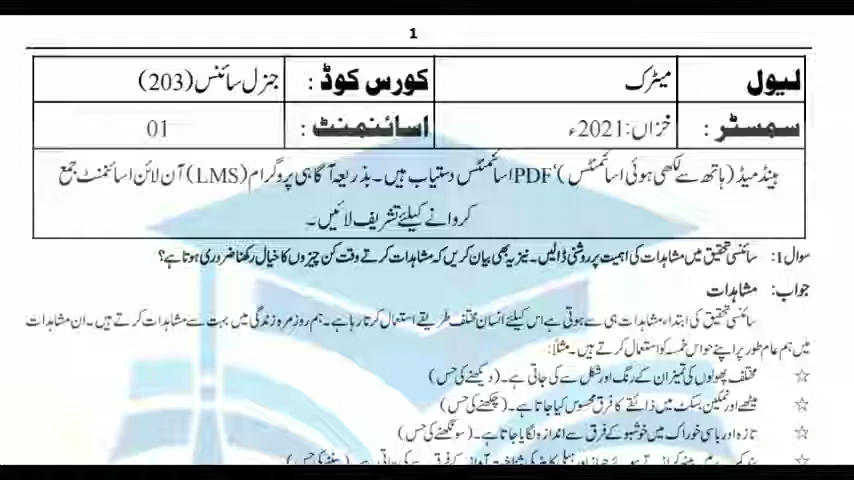 1
لیول میٹرک کورس کوڈ : جنرل سائنس (203)
سمسٹر : خزاں: 2021ء اسائنمنٹ : 01
ہینڈمیڈ (ہاتھ سے لکھی ہوئی اسائمنٹس )‘PDF اسائمنٹس دستیاب ہیں۔ بذریعہ آگاہی پروگرام (LMS) آن لائن اسائنمنٹ جمع
کروانے کیلئے تشریف لائیں۔
سوال 1: سائنسی تحقیق میں مشاہدات کی اہمیت پر روشنی ڈالیں۔ نیز یہ بھی بیان کریں کہ مشاہدات کرتے وقت کن چیزوں کا خیال رکھنا ضروری ہوتا ہے؟
جواب: مشاہدات
سائنسی تحقیق کی ابتداء مشاہدات ہی سے ہوتی ہے اس کیلئے انسان مختلف طریقے استعمال کرتا رہا ہے۔ ہم روزمرہ زندگی میں بہت سے مشاہدات کرتے ہیں۔ ان مشاہدات
میں ہم عام طور پر اپنے حواس خمسہ کو استعمال کرتے ہیں۔ مثلاً:
☆ مختلف پھولوں کی تمیز ان کے رنگ اور شکل سے کی جاتی ہے۔ (دیکھنے کی حس)
☆ میٹھے اور نمکین بسکٹ میں ذائقے کا فرق محسوس کیا جاتا ہے۔ (چکھنے کی حس)
☆ تازہ اور باسی خوراک میں خوشبو کے فرق سے اندازہ لگایا جاتا ہے۔ (سونگھنے کی حس)